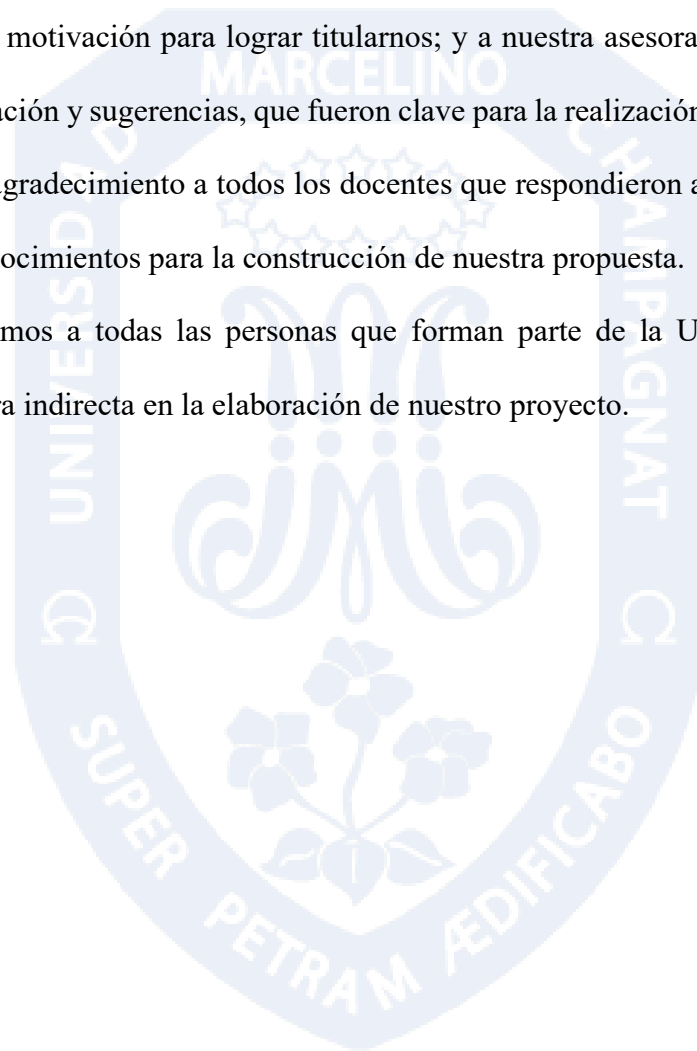 motivación para lograr titularnos; y a nuestra asesora
MARCELINO
ación y sugerencias, que fueron clave para la realización
agradecimiento a todos los docentes que respondieron a
ocimientos para la construcción de nuestra propuesta.
mos a todas las personas que forman parte de la U
a indirecta en la elaboración de nuestro proyecto.
UNIVERSIDAD
CHAMPAGNAT
SUPER PETRAM ÆDIFICABO